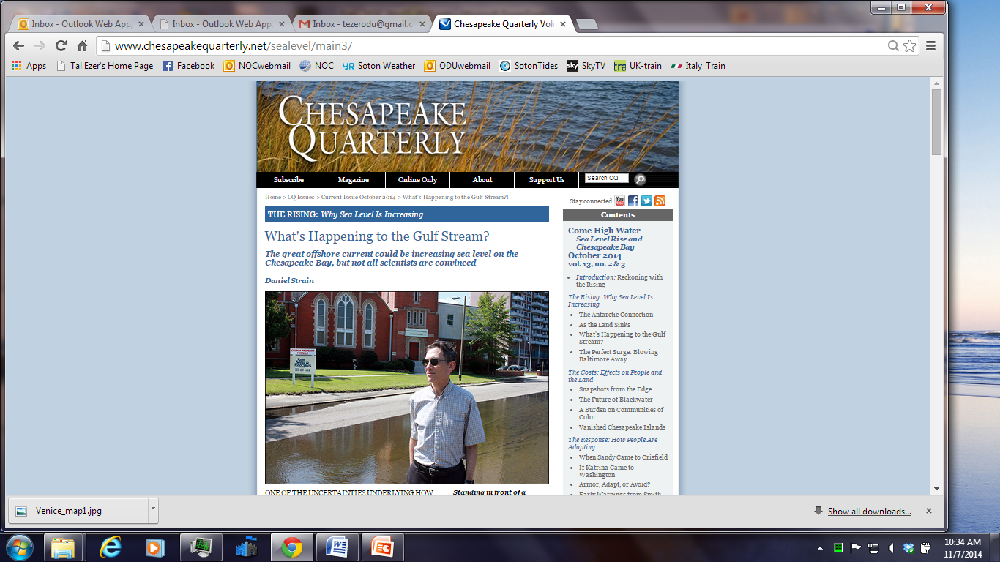 Inbox - Outlook Web App,
Inbox - Outlook Web App,
Inbox - tezerodu@gmail.c
Chesapeake Quarterly Volu
www.chesapeakequarterly.net/sealevel/main3/
Apps
Tal Ezer's Home Page
Facebook
NOCwebmail
NOC
YR Soton Weather
ODUwebmail
SotonTides
sky SkyTV
tra UK-train
Italy_Train
CHESAPEAKE
QUARTERLY
Subscribe
Magazine
Online Only
About
Support Us
Search CQ
Home > CQ Issues > Current Issue October 2014 > What's Happening to the Gulf Stream?!
THE RISING: Why Sea Level Is Increasing
What's Happening to the Gulf Stream?
The great offshore current could be increasing sea level on the
Chesapeake Bay, but not all scientists are convinced
Daniel Strain
CHURCH PROPERTY
FOR SALE
ONE OF THE UNCERTAINTIES UNDERLYING HOW
Standing in front of a
Stay connected
You Tube
Contents
Come High Water
Sea Level Rise and
Chesapeake Bay
October 2014
vol. 13, no. 2 & 3
Introduction: Reckoning with
the Rising
The Rising: Why Sea Level Is
Increasing
The Antarctic Connection
As the Land Sinks
What's Happening to the Gulf
Stream?
The Perfect Surge: Blowing
Baltimore Away
The Costs: Effects on People and
the Land
Snapshots from the Edge
The Future of Blackwater
A Burden on Communities of
Color
Vanished Chesapeake Islands
The Response: How People Are
Adapting
When Sandy Came to Crisfield
If Katrina Came to
Washington
Armor, Adapt, or Avoid?
Early Warnings from Smith
Venice_map1.jpg
Show all downloads...
10:34 AM
11/7/2014